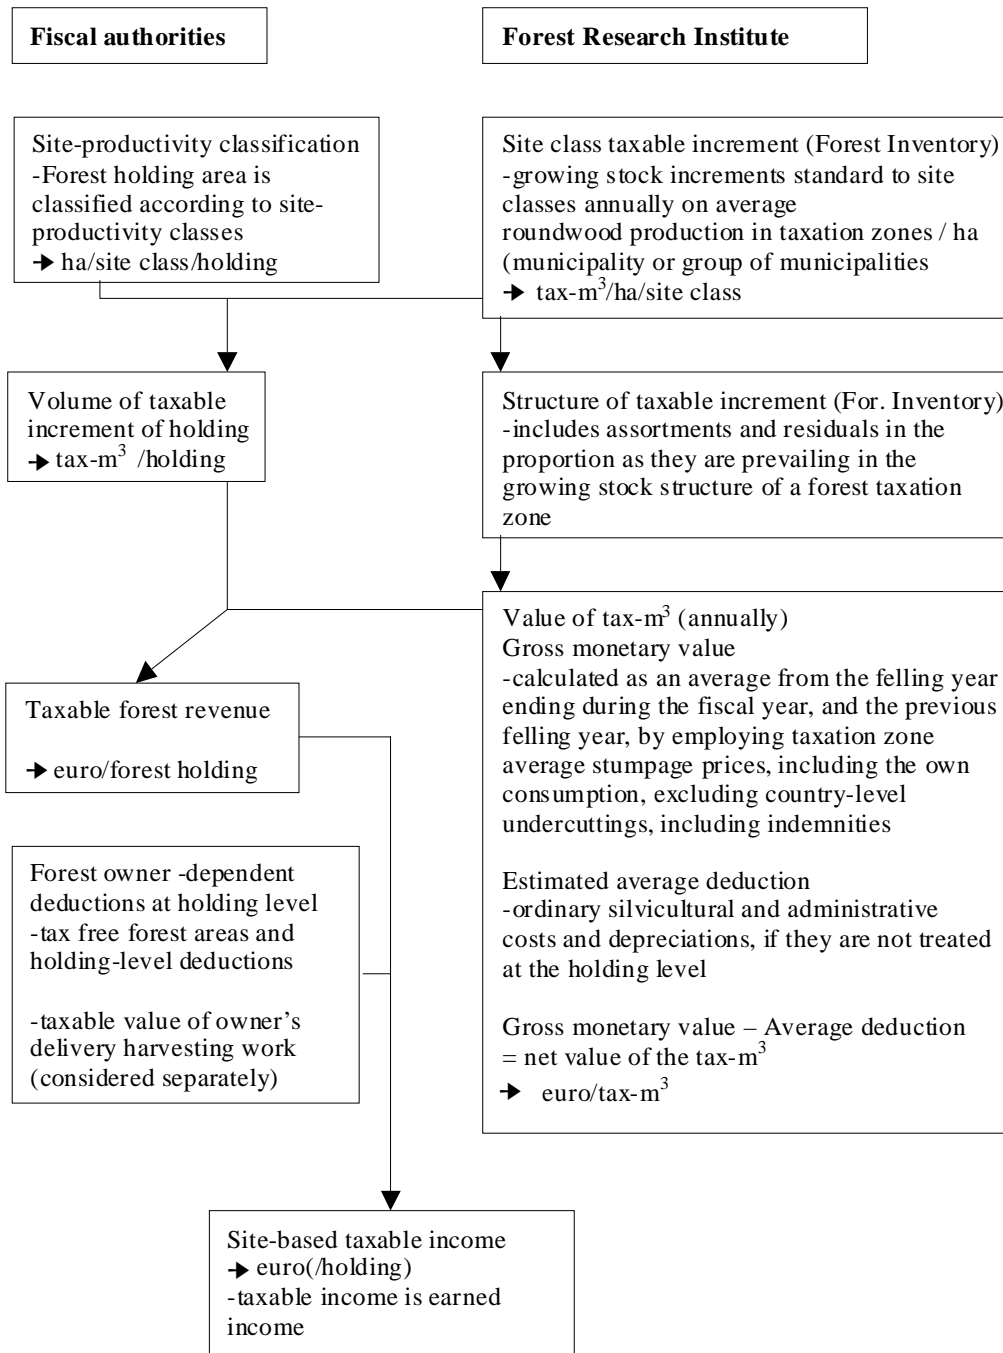 Fiscal authorities
Forest Research Institute
Site-productivity classification
-Forest holding area is
classified according to site-
productivity classes
→ ha/site class/holding
Site class taxable increment (Forest Inventory)
-growing stock increments standard to site
classes annually on average
roundwood production in taxation zones / ha
(municipality or group of municipalities
→ tax-m³/ha/site class
Volume of taxable
increment of holding
→ tax-m³ /holding
Structure of taxable increment (For. Inventory)
-includes assortments and residuals in the
proportion as they are prevailing in the
growing stock structure of a forest taxation
zone
Value of tax-m³ (annually)
Gross monetary value
-calculated as an average from the felling year
ending during the fiscal year, and the previous
felling year, by employing taxation zone
average stumpage prices, including the own
consumption, excluding country-level
undercuttings, including indemnities
Estimated average deduction
-ordinary silvicultural and administrative
costs and depreciations, if they are not treated
at the holding level
Gross monetary value – Average deduction
= net value of the tax-m³
→ euro/tax-m³
Taxable forest revenue
→ euro/forest holding
Forest owner -dependent
deductions at holding level
-tax free forest areas and
holding-level deductions
-taxable value of owner's
delivery harvesting work
(considered separately)
Site-based taxable income
→ euro(/holding)
-taxable income is earned
income